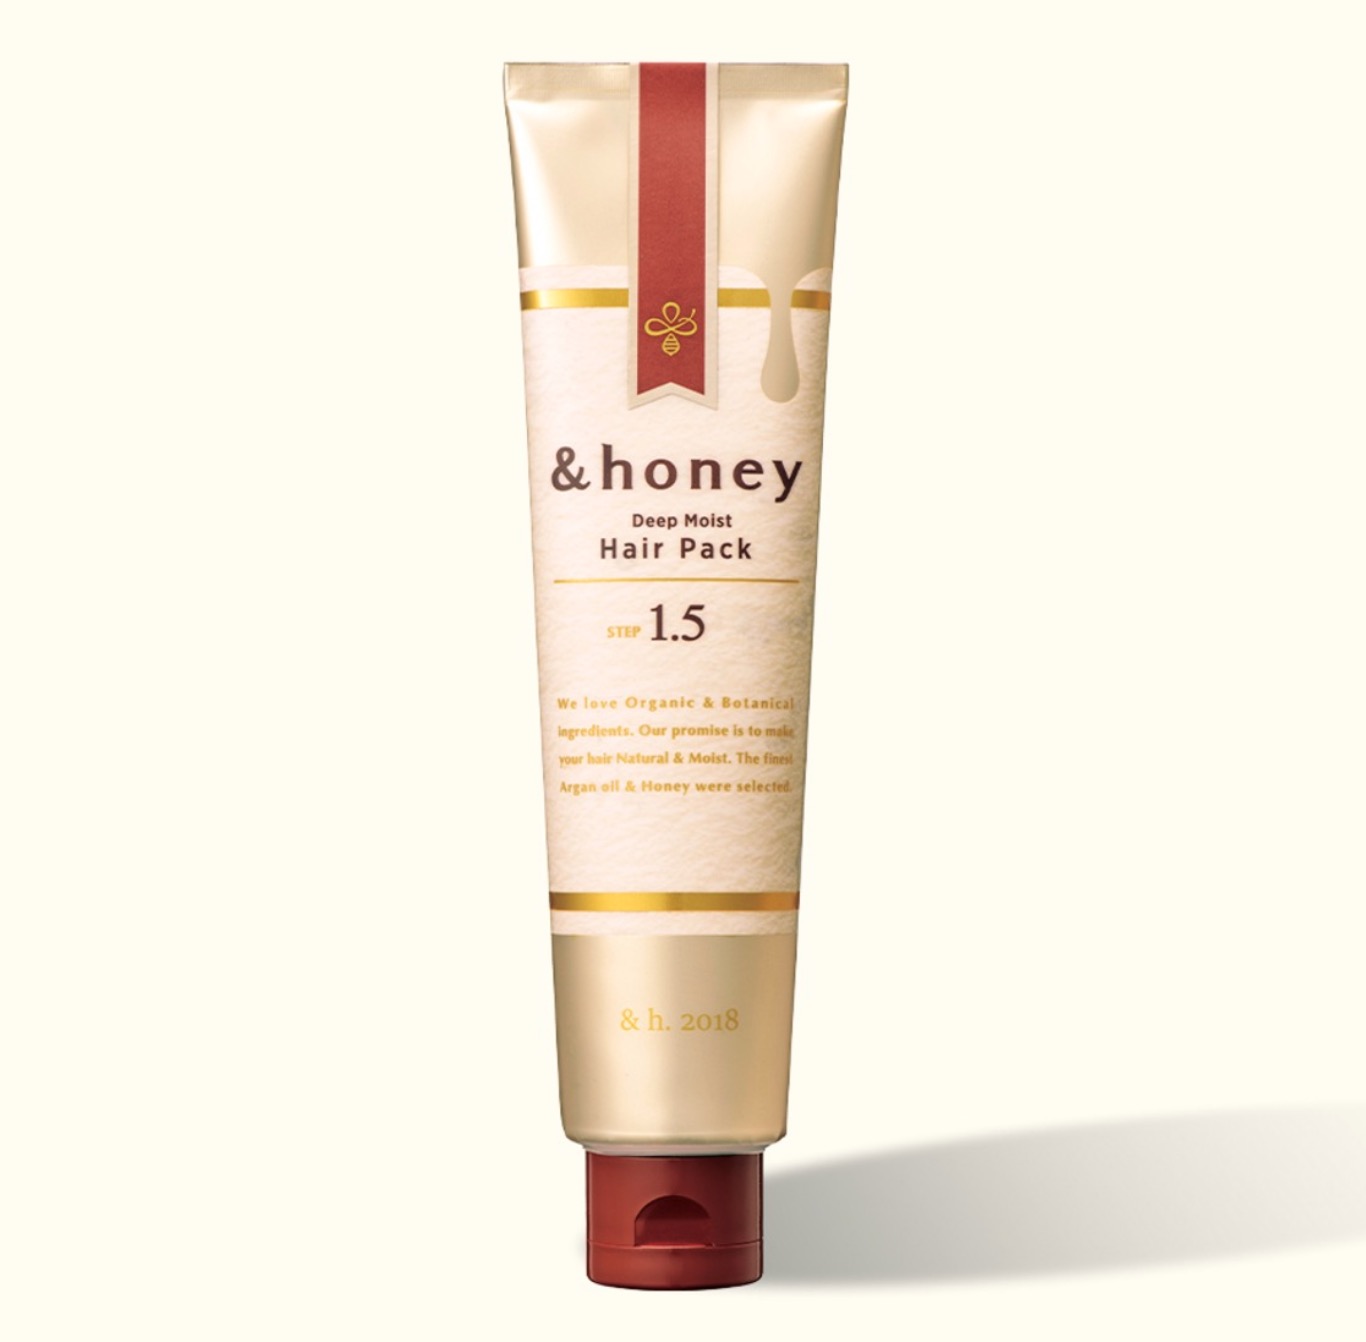 &honey
Deep Moist
Hair Pack
STEP 1.5
We love Organic & Botanical
ingredients. Our promise is to make
your hair Natural & Moist. The finest
Argan oil & Honey were selected.
& h. 2018